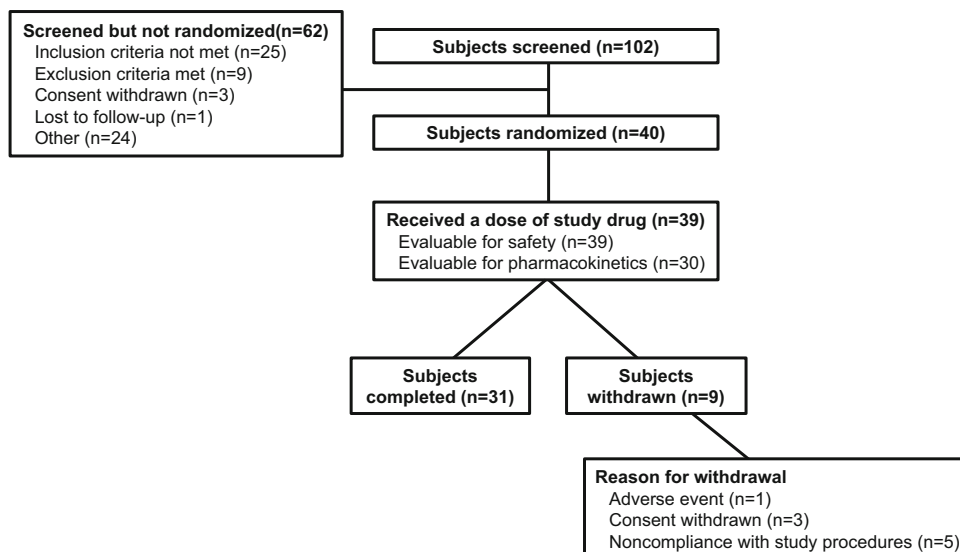 Screened but not randomized(n=62)
Inclusion criteria not met (n=25)
Exclusion criteria met (n=9)
Consent withdrawn (n=3)
Lost to follow-up (n=1)
Other (n=24)
Subjects screened (n=102)
Subjects randomized (n=40)
Received a dose of study drug (n=39)
Evaluable for safety (n=39)
Evaluable for pharmacokinetics (n=30)
Subjects
completed (n=31)
Subjects
withdrawn (n=9)
Reason for withdrawal
Adverse event (n=1)
Consent withdrawn (n=3)
Noncompliance with study procedures (n=5)